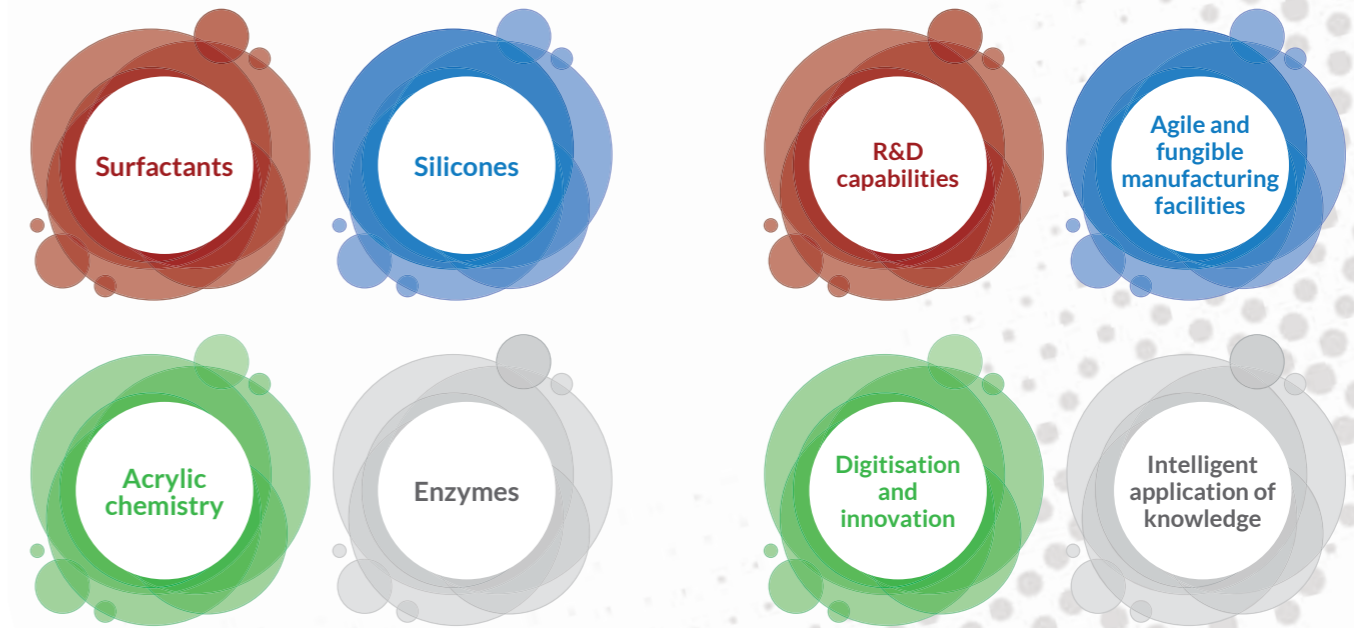 Surfactants
Silicones
R&D
capabilities
Agile and
fungible
manufacturing
facilities
Acrylic
chemistry
Enzymes
Digitisation
and
innovation
Intelligent
application of
knowledge